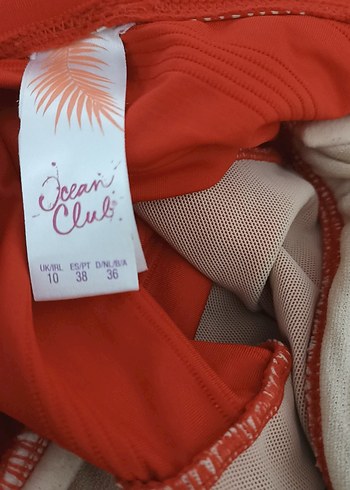 Ocean
Club®
UK/IRL ES/PT D/NL/B/A
10 38 36